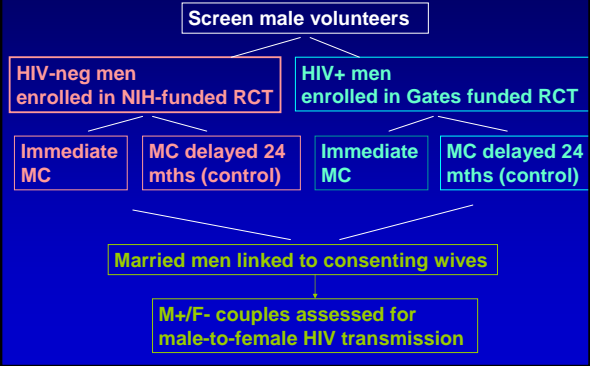 Screen male volunteers
HIV-neg men
enrolled in NIH-funded RCT
HIV+ men
enrolled in Gates funded RCT
Immediate
MC
MC delayed 24
mths (control)
Immediate
MC
MC delayed 24
mths (control)
Married men linked to consenting wives
M+/F- couples assessed for
male-to-female HIV transmission